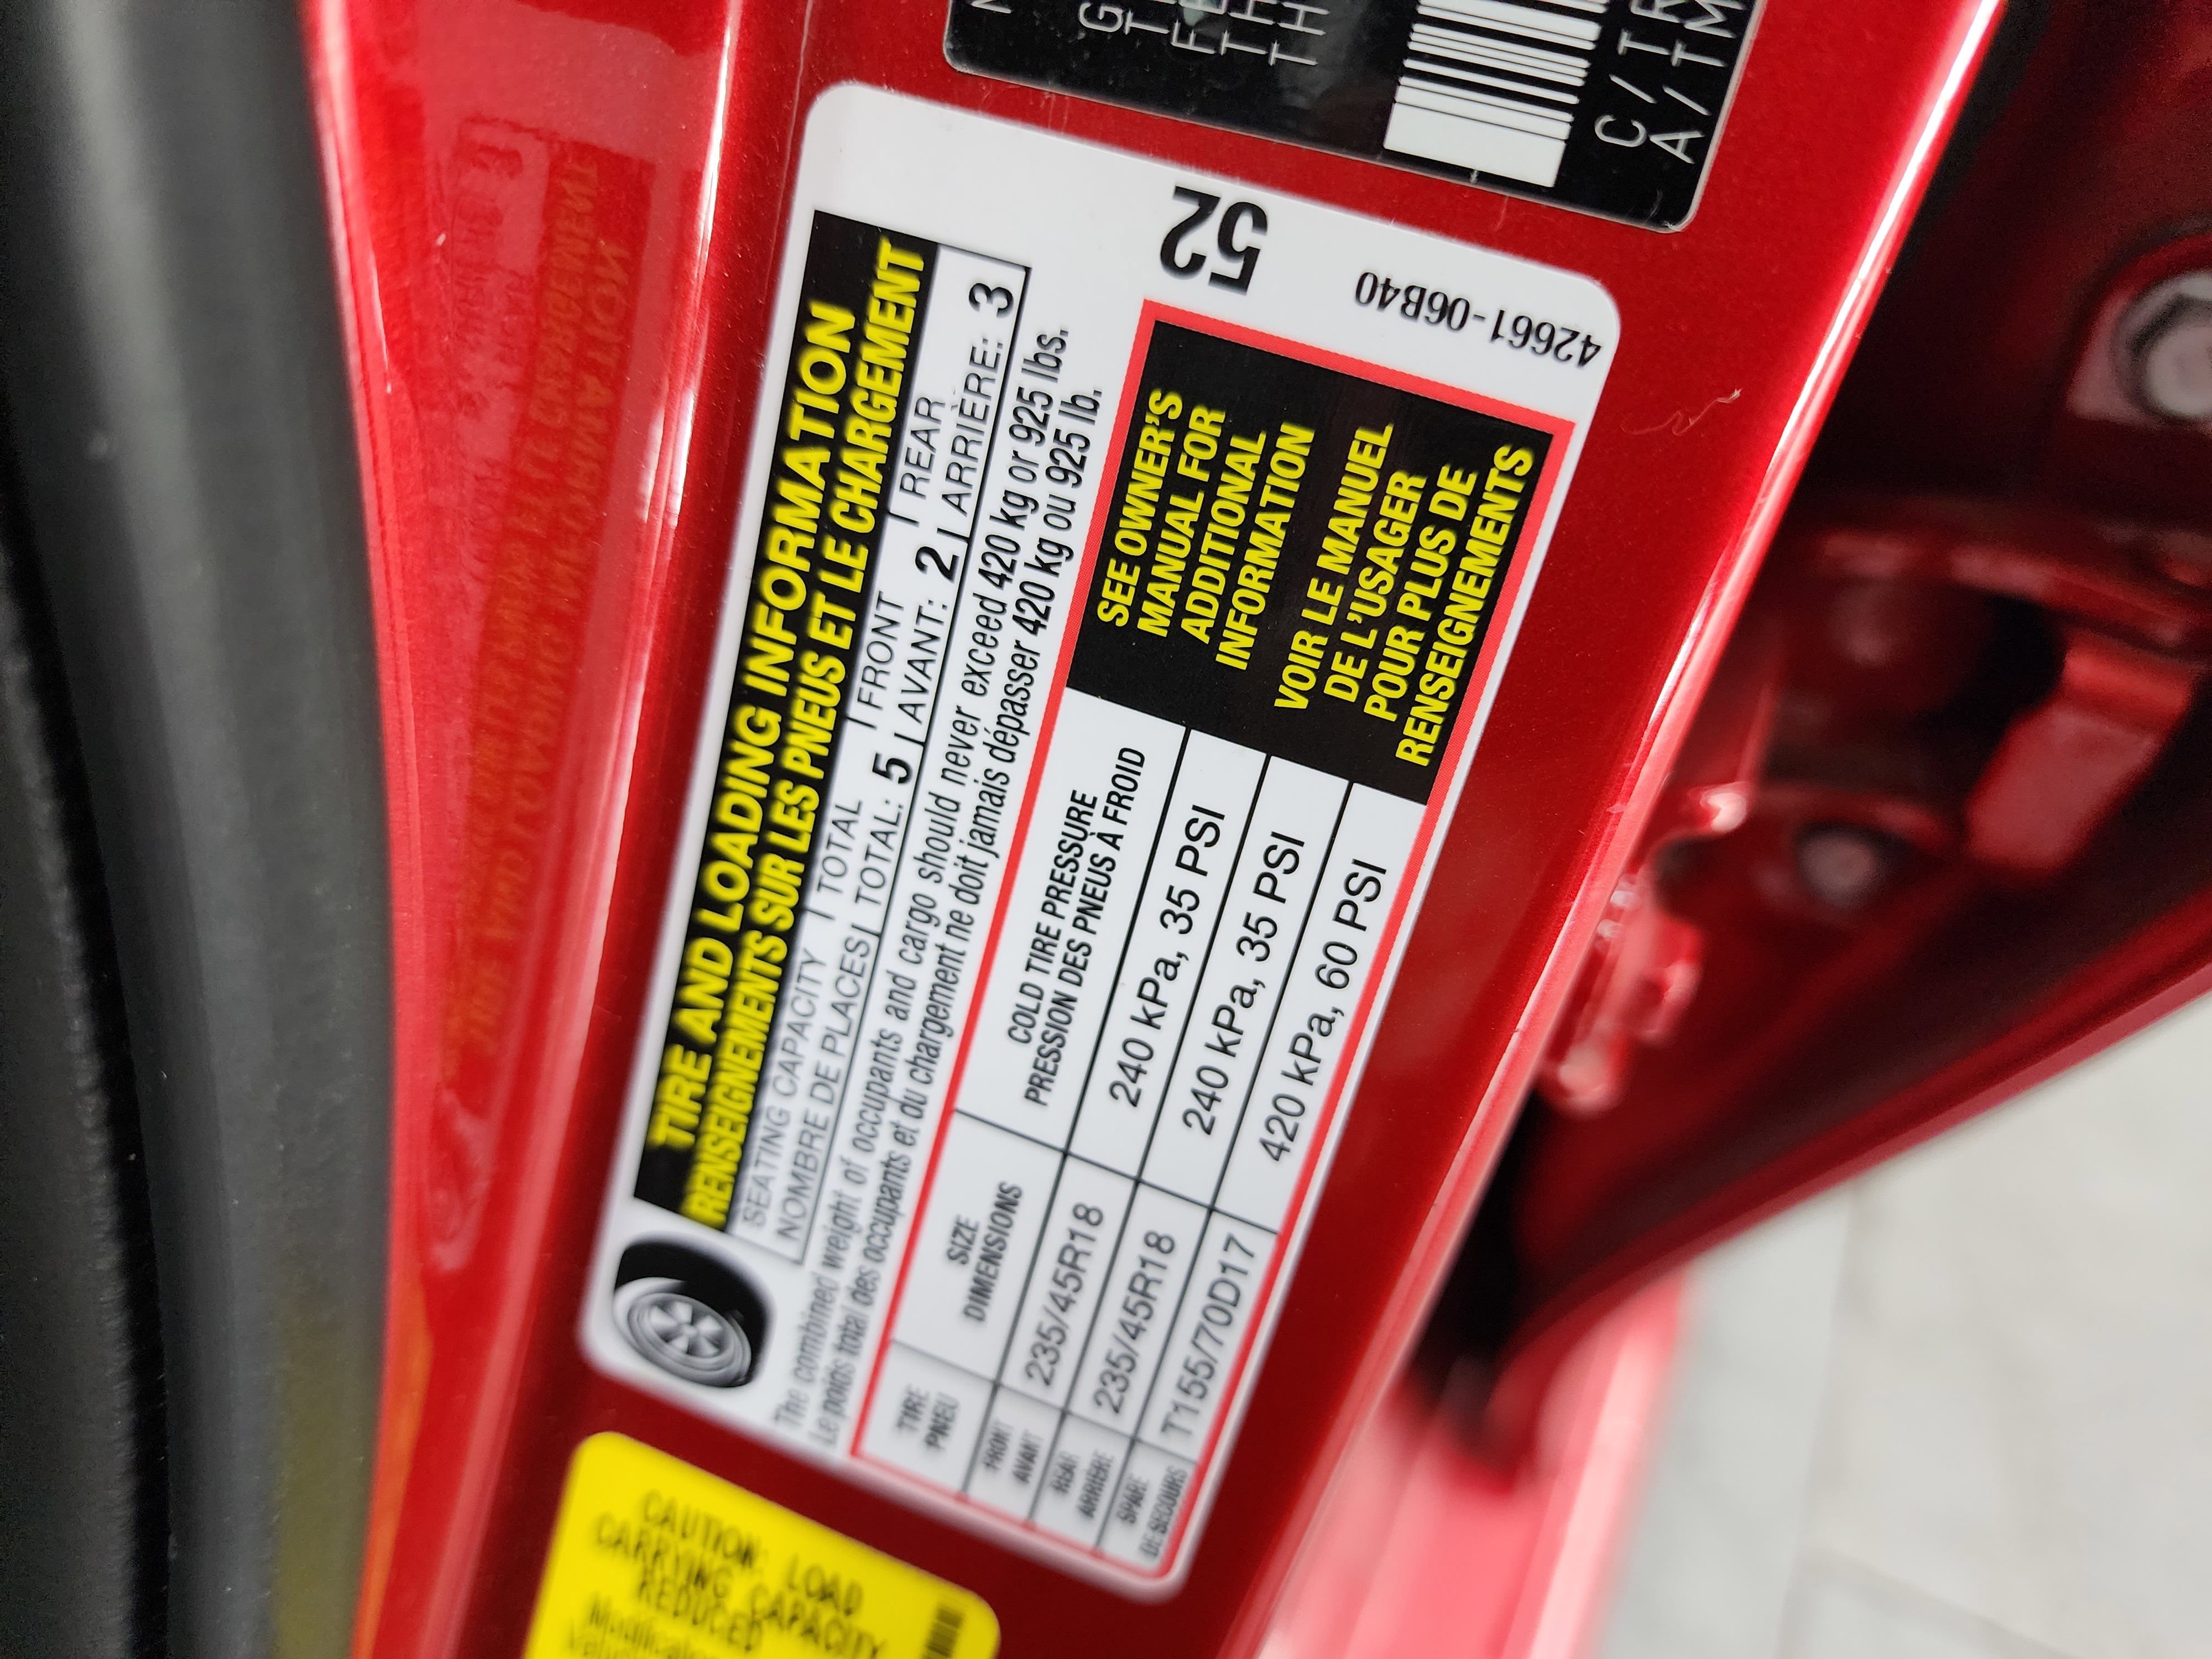 TIRE AND LOADING INFORMATION
RENSEIGNEMENTS SUR LES PNEUS ET LE CHARGEMENT
SEATING CAPACITY TOTAL FRONT REAR
NOMBRE DE PLACES TOTAL: 5 AVANT: 2 ARRIÈRE: 3
The combined weight of occupants and cargo should never exceed 420 kg or 925 lbs.
Le poids total des occupants et du chargement ne doit jamais dépasser 420 kg ou 925 lb.
TIRE SIZE COLD TIRE PRESSURE
PNEU DIMENSIONS PRESSION DES PNEUS À FROID
FRONT
AVANT 235/45R18 240 kPa, 35 PSI
REAR
ARRIÈRE 235/45R18 240 kPa, 35 PSI
SPARE
DE SECOURS T155/70D17 420 kPa, 60 PSI
SEE OWNER'S
MANUAL FOR
ADDITIONAL
INFORMATION
VOIR LE MANUEL
DE L'USAGER
POUR PLUS DE
RENSEIGNEMENTS
52
42661-06B40
C/TR
A/TM
CAUTION: LOAD
CARRYING CAPACITY
REDUCED